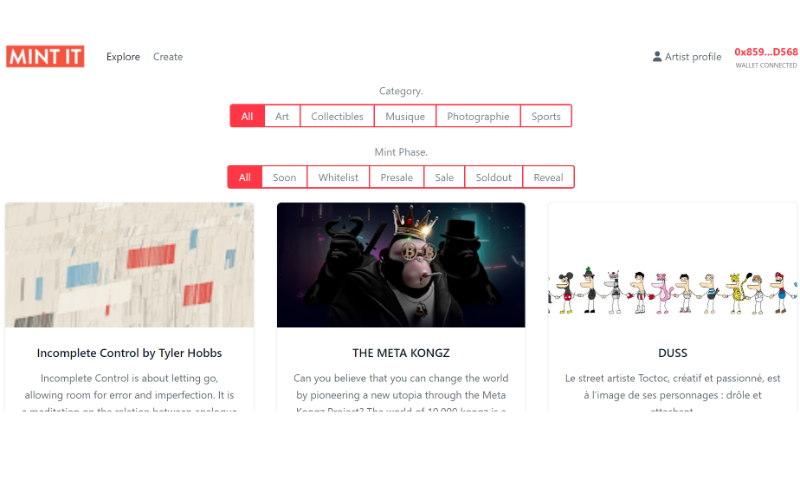 MINT IT
Explore
Create
Artist profile
0x859...D568
WALLET CONNECTED
Category.
All
Art
Collectibles
Musique
Photographie
Sports
Mint Phase.
All
Soon
Whitelist
Presale
Sale
Soldout
Reveal
Incomplete Control by Tyler Hobbs
Incomplete Control is about letting go,
allowing room for error and imperfection. It is
a meditation on the relation between analogue
THE META KONGZ
Can you believe that you can change the world
by pioneering a new utopia through the Meta
Kongz Project? The world of 10,000 kongz is a
DUSS
Le street artiste Toctoc, créatif et passionné, est
à l'image de ses personnages : drôle et
attachant.